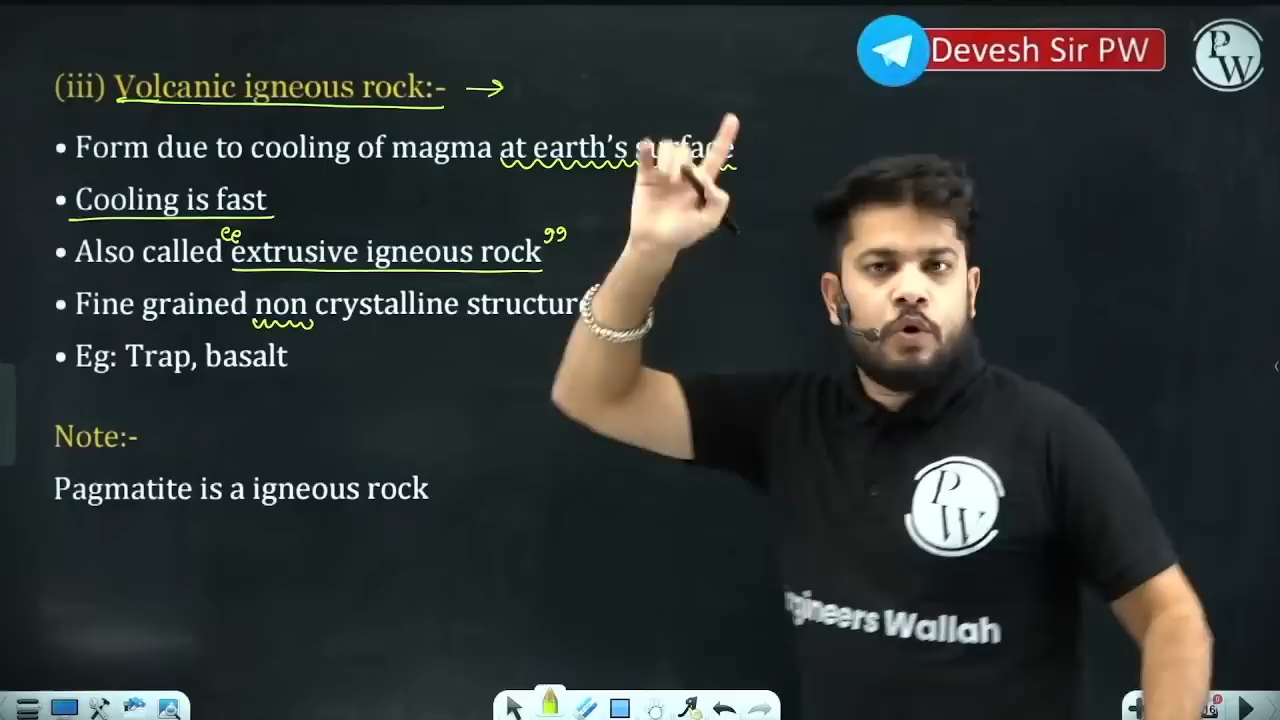 Devesh Sir PW
PW
(iii) Volcanic igneous rock:- →
• Form due to cooling of magma at earth's surface
• Cooling is fast
• Also called “extrusive igneous rock”
• Fine grained non crystalline structure
• Eg: Trap, basalt
Note:-
Pagmatite is a igneous rock
PW
Wallah